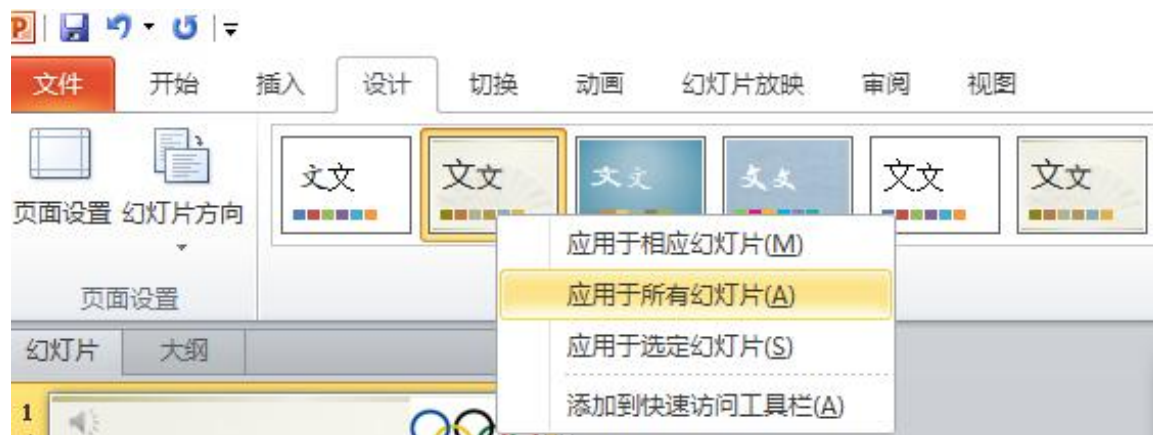 P
文件 开始 插入 设计 切换 动画 幻灯片放映 审阅 视图
文文 文文 文文 文文 文文 文文
页面设置 幻灯片方向
应用于相应幻灯片(M)
页面设置
应用于所有幻灯片(A)
幻灯片 大纲
应用于选定幻灯片(S)
1
添加到快速访问工具栏(A)